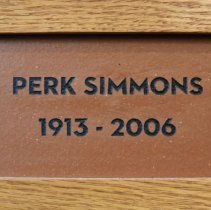 PERK SIMMONS
1913 - 2006